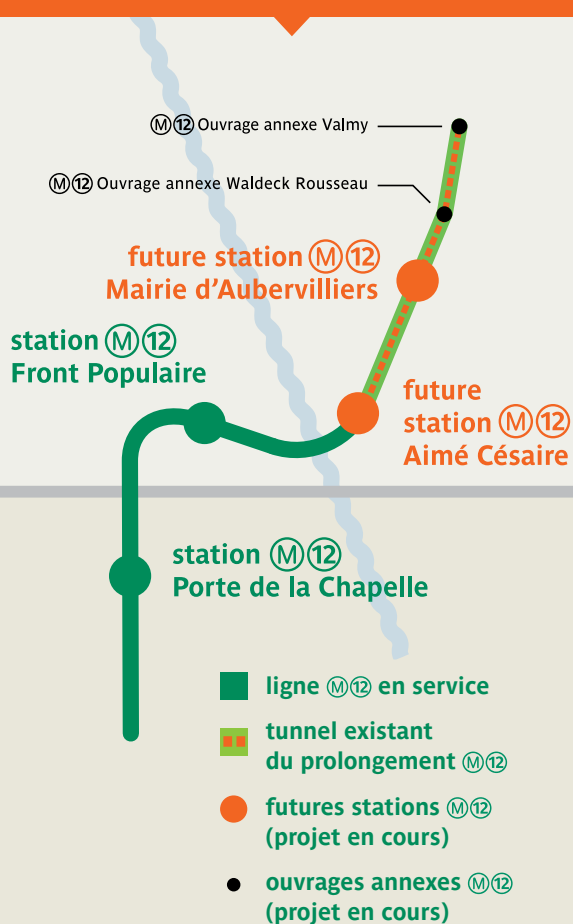 Ⓜ⑫ Ouvrage annexe Valmy
Ⓜ⑫ Ouvrage annexe Waldeck Rousseau
future station Ⓜ⑫
Mairie d'Aubervilliers
station Ⓜ⑫
Front Populaire
future
station Ⓜ⑫
Aimé Césaire
station Ⓜ⑫
Porte de la Chapelle
ligne Ⓜ⑫ en service
tunnel existant
du prolongement Ⓜ⑫
futures stations Ⓜ⑫
(projet en cours)
ouvrages annexes Ⓜ⑫
(projet en cours)